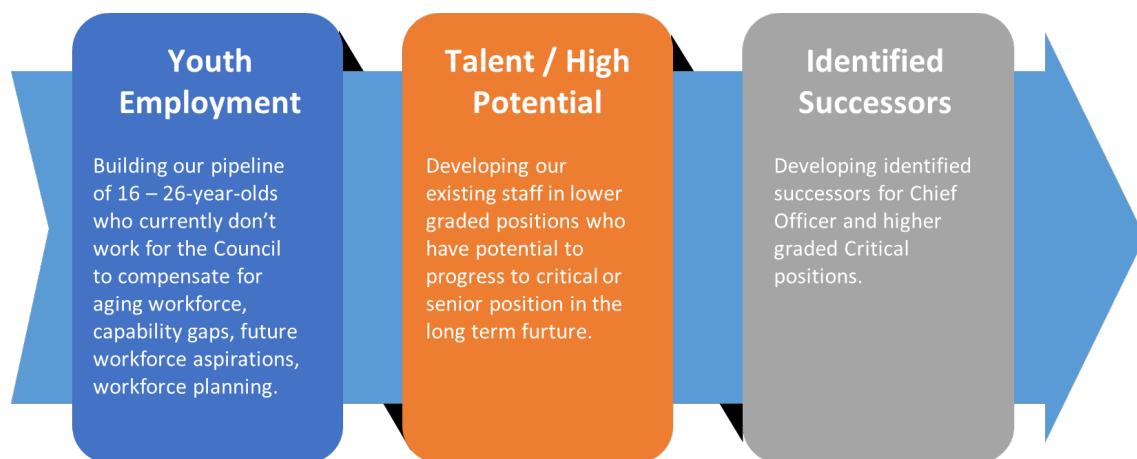 Youth
Employment
Building our pipeline
of 16 – 26-year-olds
who currently don't
work for the Council
to compensate for
aging workforce,
capability gaps, future
workforce aspirations,
workforce planning.
Talent / High
Potential
Developing our
existing staff in lower
graded positions who
have potential to
progress to critical or
senior position in the
long term furture.
Identified
Successors
Developing identified
successors for Chief
Officer and higher
graded Critical
positions.